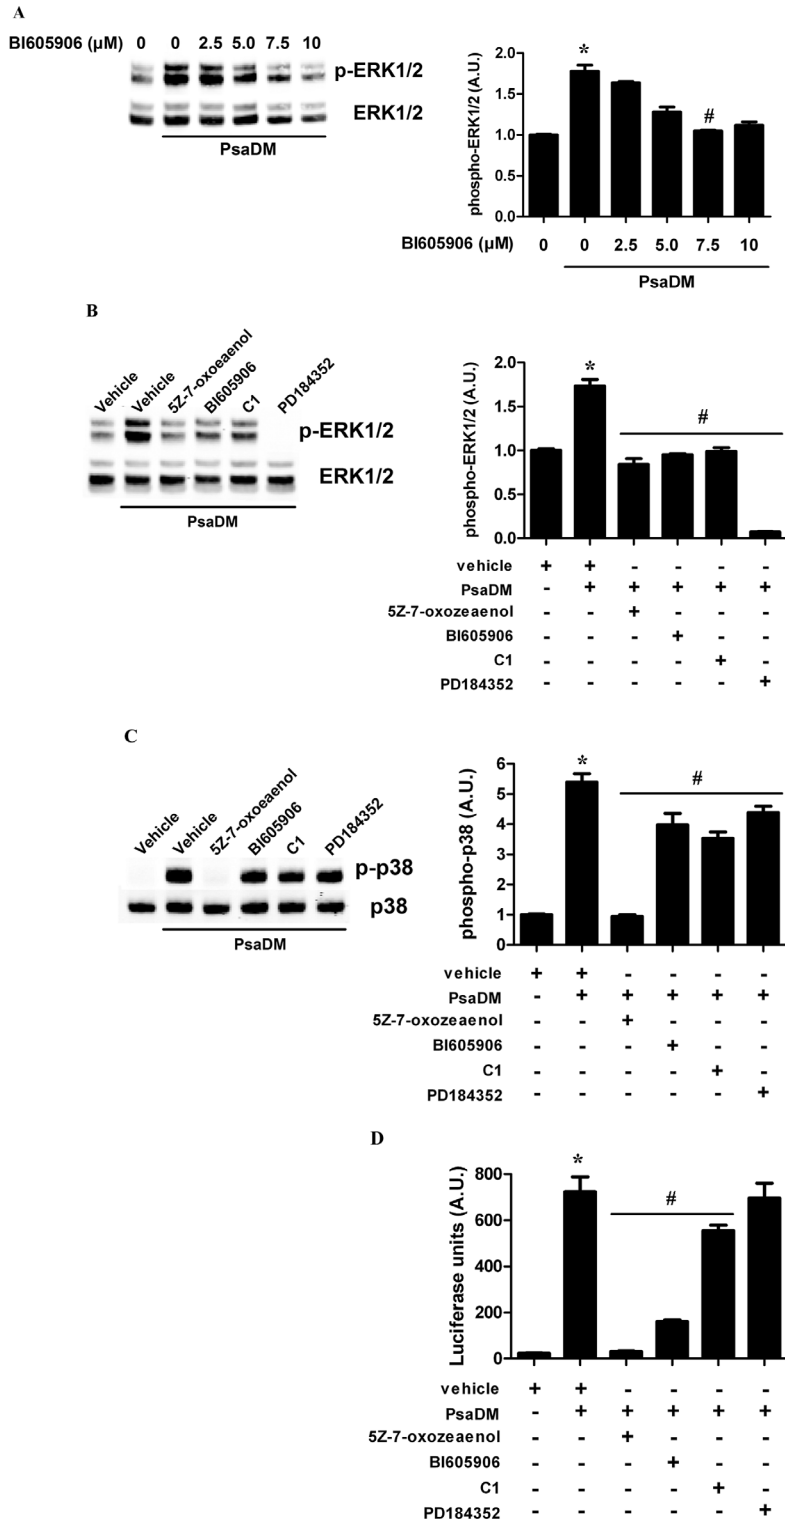 A
BI605906 (µM) 0 0 2.5 5.0 7.5 10
p-ERK1/2
ERK1/2
PsaDM
phospho-ERK1/2 (A.U.)
2.0
1.5
1.0
0.5
0.0
*
#
BI605906 (µM) 0 0 2.5 5.0 7.5 10
PsaDM
B
Vehicle Vehicle 5Z-7-oxoeaenol BI605906 C1 PD184352
p-ERK1/2
ERK1/2
PsaDM
phospho-ERK1/2 (A.U.)
2.0
1.5
1.0
0.5
0.0
*
#
vehicle + + - - - -
PsaDM - + + + + +
5Z-7-oxozeaenol - - + - - -
BI605906 - - - + - -
C1 - - - - + -
PD184352 - - - - - +
C
Vehicle Vehicle 5Z-7-oxoeaenol BI605906 C1 PD184352
p-p38
p38
PsaDM
phospho-p38 (A.U.)
6
5
4
3
2
1
0
*
#
vehicle + + - - - -
PsaDM - + + + + +
5Z-7-oxozeaenol - - + - - -
BI605906 - - - + - -
C1 - - - - + -
PD184352 - - - - - +
D
Luciferase units (A.U.)
800
600
400
200
0
*
#
vehicle + + - - - -
PsaDM - + + + + +
5Z-7-oxozeaenol - - + - - -
BI605906 - - - + - -
C1 - - - - + -
PD184352 - - - - - +